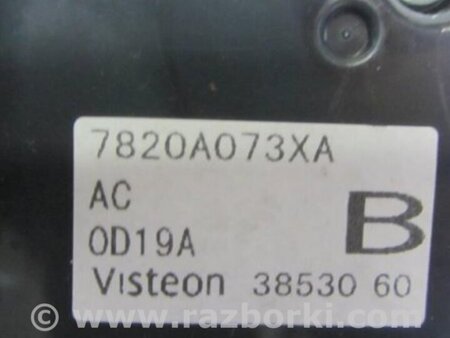 7820A073XA
AC
0D19A
B
Visteon 38530 60
© www.razborki.com